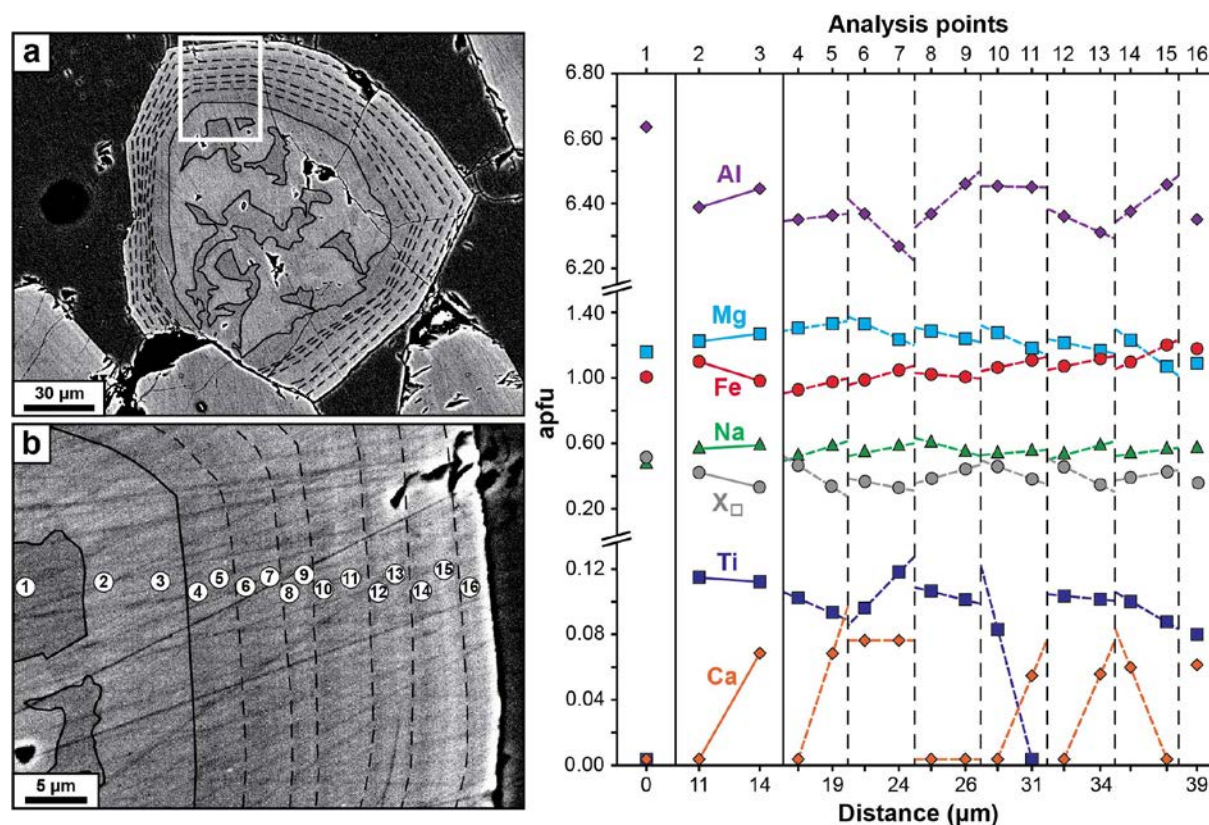 a
30 µm
b
1 2 3 4 5 6 7 8 9 10 11 12 13 14 15 16
5 µm
Analysis points
1 2 3 4 5 6 7 8 9 10 11 12 13 14 15 16
6.80
6.60
6.40
6.20
1.40
1.00
0.60
0.20
0.12
0.08
0.04
0.00
apfu
Al
Mg
Fe
Na
X□
Ti
Ca
0 11 14 19 24 26 31 34 39
Distance (µm)